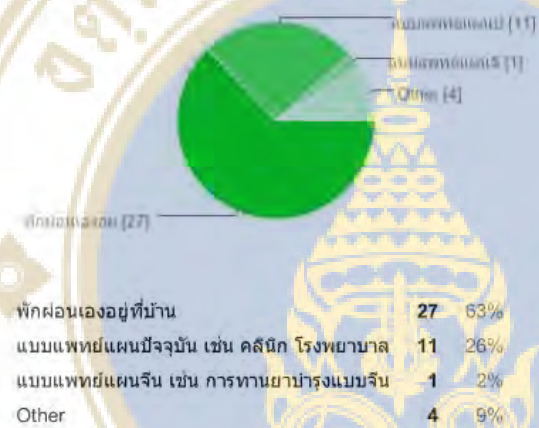 [11]
[1]
Other [4]
[27]
พักผ่อนเองอยู่ที่บ้าน 27 63%
แบบแพทย์แผนปัจจุบัน เช่น คลีนิก โรงพยาบาล 11 26%
แบบแพทย์แผนจีน เช่น การทานยาบำรุงแบบจีน 1 2%
Other 4 9%